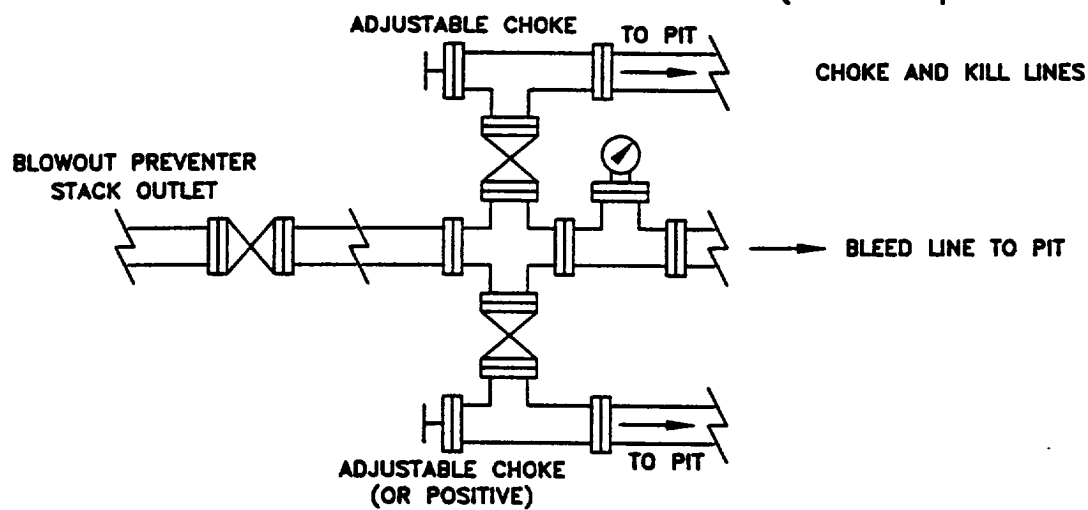 ADJUSTABLE CHOKE
TO PIT
CHOKE AND KILL LINES
BLOWOUT PREVENTER
STACK OUTLET
BLEED LINE TO PIT
ADJUSTABLE CHOKE
(OR POSITIVE)
TO PIT